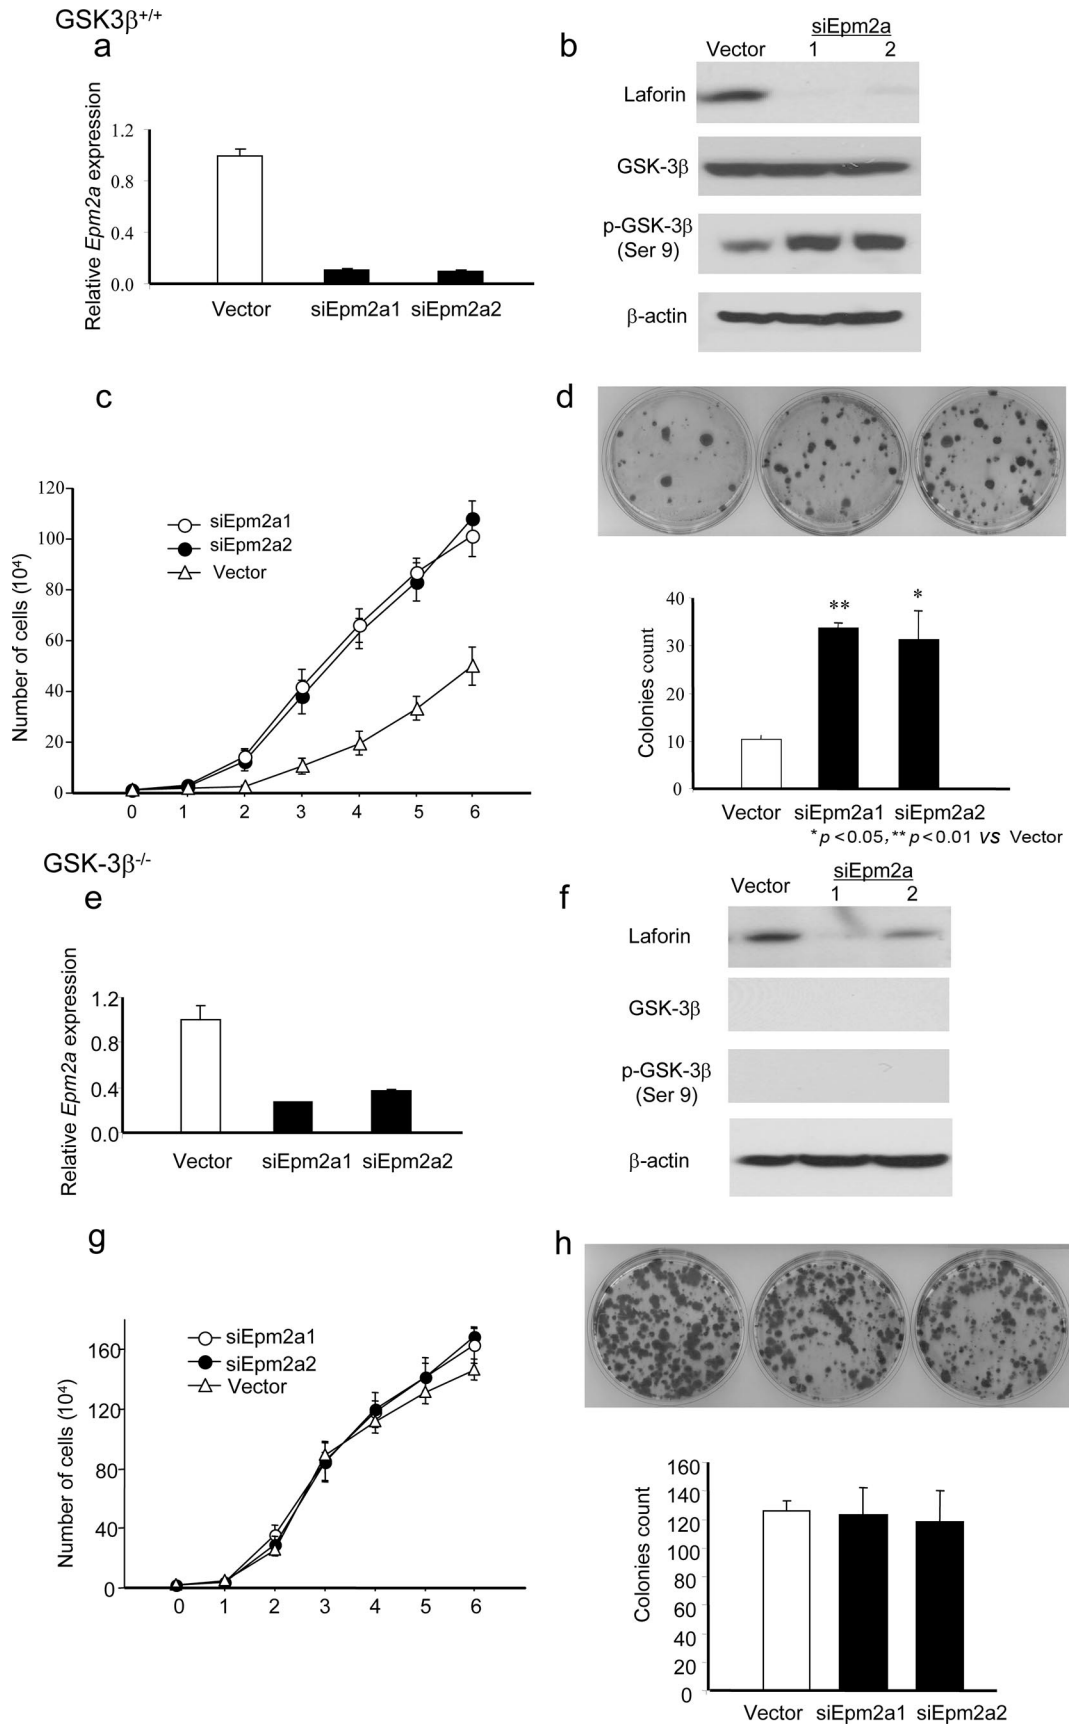 GSK3β+/+
a
Relative Epm2a expression
1.2
0.8
0.4
0.0
Vector siEpm2a1 siEpm2a2
b
siEpm2a
Vector 1 2
Laforin
GSK-3β
p-GSK-3β
(Ser 9)
β-actin
c
Number of cells (10⁴)
120
100
80
60
40
20
0
siEpm2a1
siEpm2a2
Vector
0 1 2 3 4 5 6
d
Colonies count
40
30
20
10
0
** *
Vector siEpm2a1 siEpm2a2
*p<0.05,**p<0.01 vs Vector
GSK-3β-/-
e
Relative Epm2a expression
1.2
0.8
0.4
0.0
Vector siEpm2a1 siEpm2a2
f
siEpm2a
Vector 1 2
Laforin
GSK-3β
p-GSK-3β
(Ser 9)
β-actin
g
Number of cells (10⁴)
160
120
80
40
0
siEpm2a1
siEpm2a2
Vector
0 1 2 3 4 5 6
h
Colonies count
160
140
120
100
80
60
40
20
0
Vector siEpm2a1 siEpm2a2